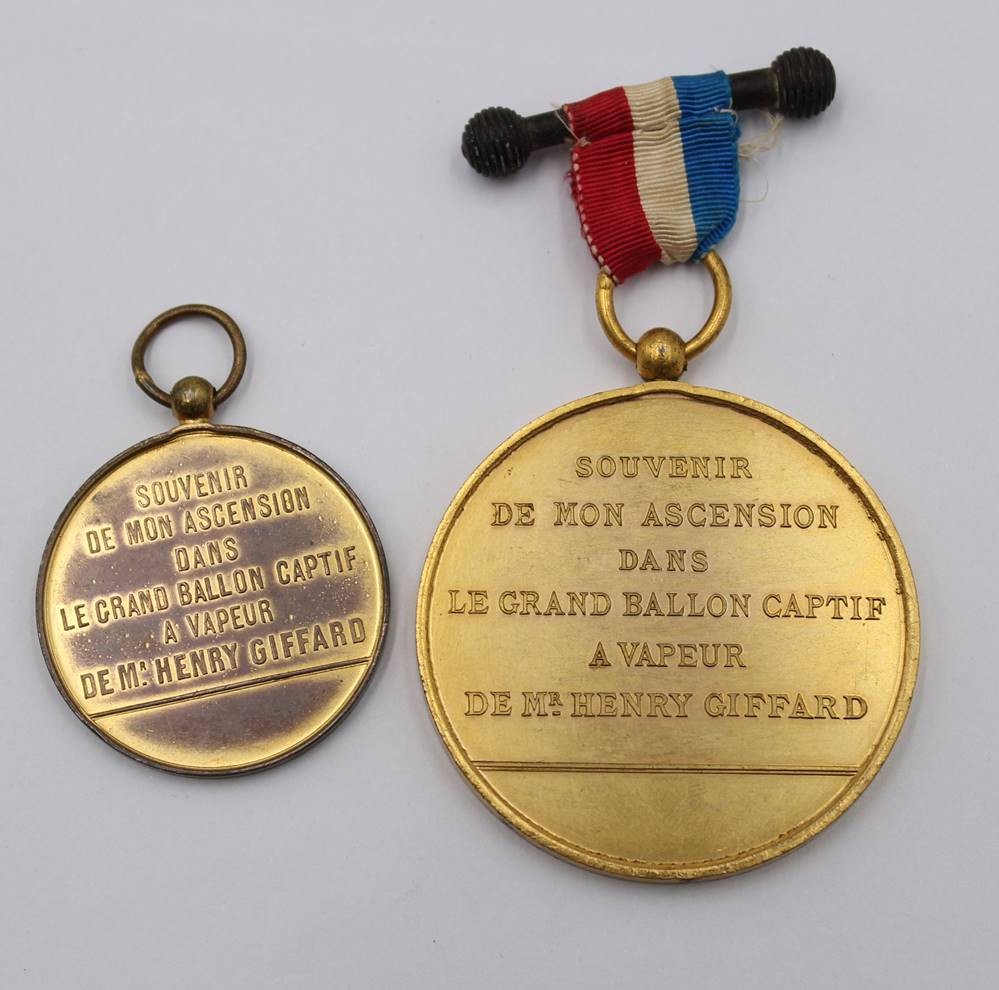 SOUVENIR
DE MON ASCENSION
DANS
LE GRAND BALLON CAPTIF
A VAPEUR
DE MR. HENRY GIFFARD
SOUVENIR
DE MON ASCENSION
DANS
LE GRAND BALLON CAPTIF
A VAPEUR
DE MR. HENRY GIFFARD